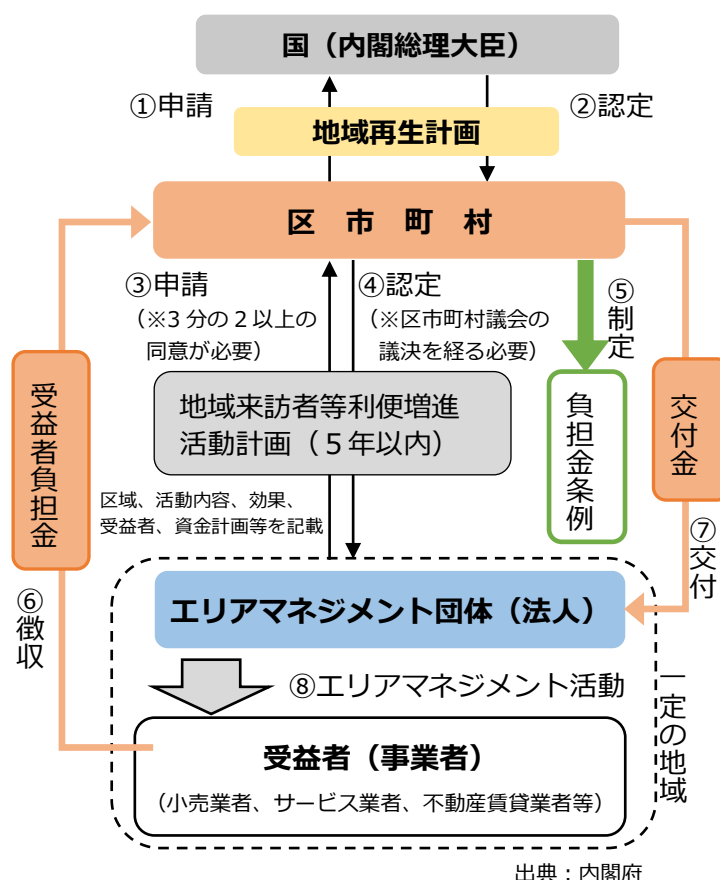 国（内閣総理大臣）
①申請
②認定
地域再生計画
区　市　町　村
③申請
（※3 分の 2 以上の
同意が必要）
④認定
（※区市町村議会の
議決を経る必要）
⑤制定
受益者負担金
地域来訪者等利便増進
活動計画（５年以内）
負担金条例
交付金
区域、活動内容、効果、
受益者、資金計画等を記載
⑦交付
エリアマネジメント団体（法人）
⑥徴収
⑧エリアマネジメント活動
一定の地域
受益者（事業者）
（小売業者、サービス業者、不動産賃貸業者等）
出典：内閣府